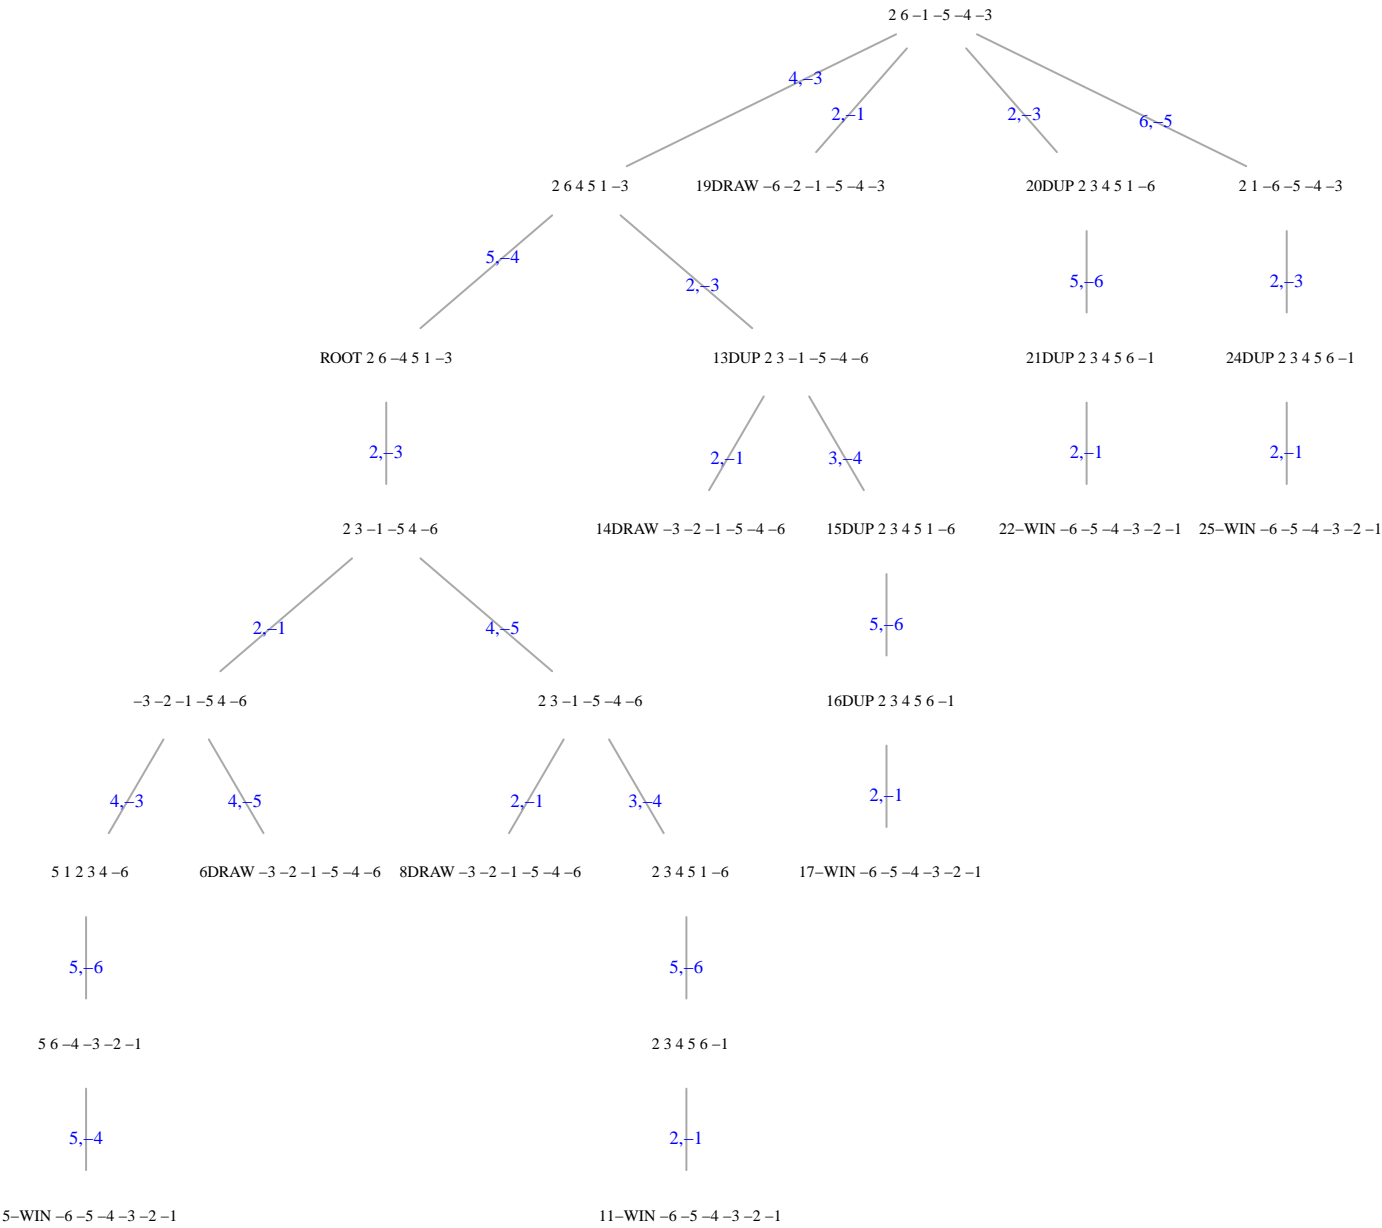 2 6 –1 –5 –4 –3
4,–3
2,–1
2,–3
6,–5
2 6 4 5 1 –3
19DRAW –6 –2 –1 –5 –4 –3
20DUP 2 3 4 5 1 –6
2 1 –6 –5 –4 –3
5,–4
2,–3
5,–6
2,–3
ROOT 2 6 –4 5 1 –3
13DUP 2 3 –1 –5 –4 –6
21DUP 2 3 4 5 6 –1
24DUP 2 3 4 5 6 –1
2,–3
2,–1
3,–4
2,–1
2,–1
2 3 –1 –5 4 –6
14DRAW –3 –2 –1 –5 –4 –6
15DUP 2 3 4 5 1 –6
22–WIN –6 –5 –4 –3 –2 –1
25–WIN –6 –5 –4 –3 –2 –1
2,–1
4,–5
5,–6
–3 –2 –1 –5 4 –6
2 3 –1 –5 –4 –6
16DUP 2 3 4 5 6 –1
4,–3
4,–5
2,–1
3,–4
2,–1
5 1 2 3 4 –6
6DRAW –3 –2 –1 –5 –4 –6
8DRAW –3 –2 –1 –5 –4 –6
2 3 4 5 1 –6
17–WIN –6 –5 –4 –3 –2 –1
5,–6
5,–6
5 6 –4 –3 –2 –1
2 3 4 5 6 –1
5,–4
2,–1
5–WIN –6 –5 –4 –3 –2 –1
11–WIN –6 –5 –4 –3 –2 –1